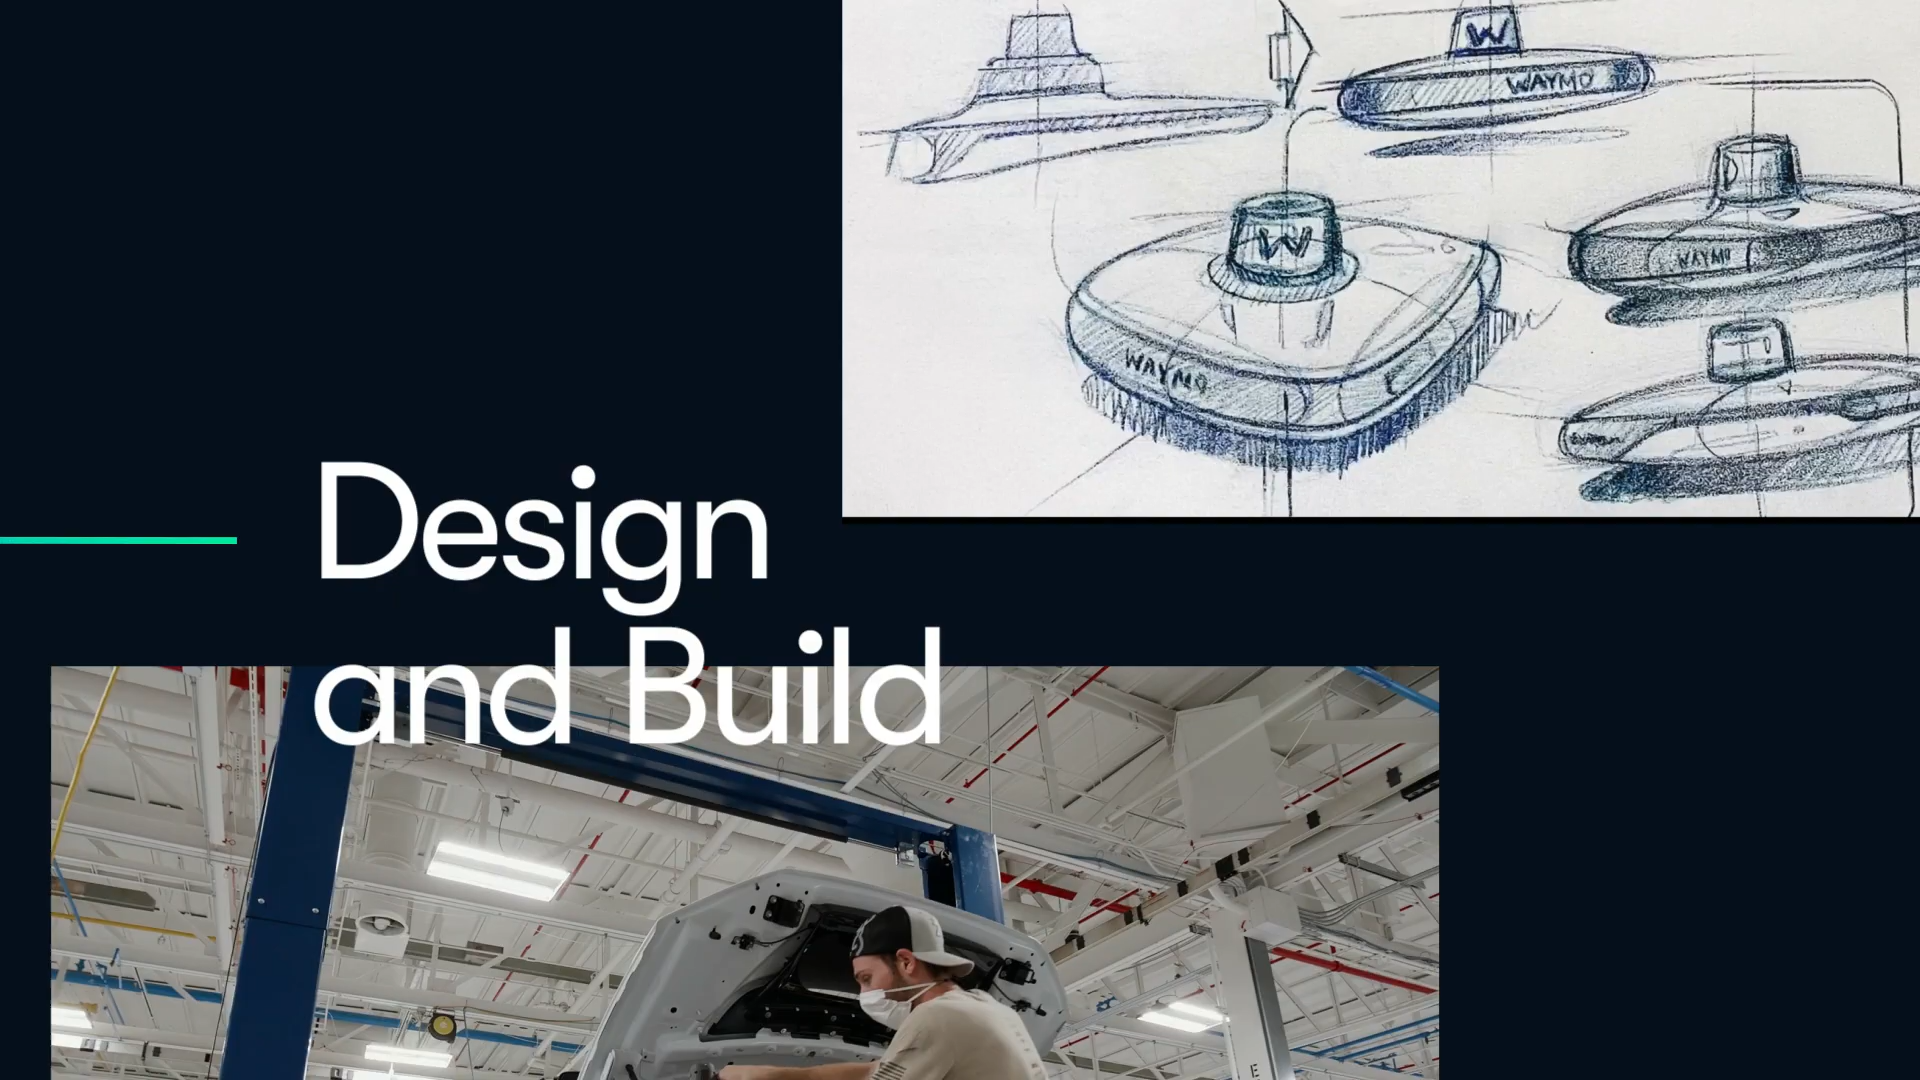 W
WAYMO
W
WAYMO
WAYMO
Design
and Build
E